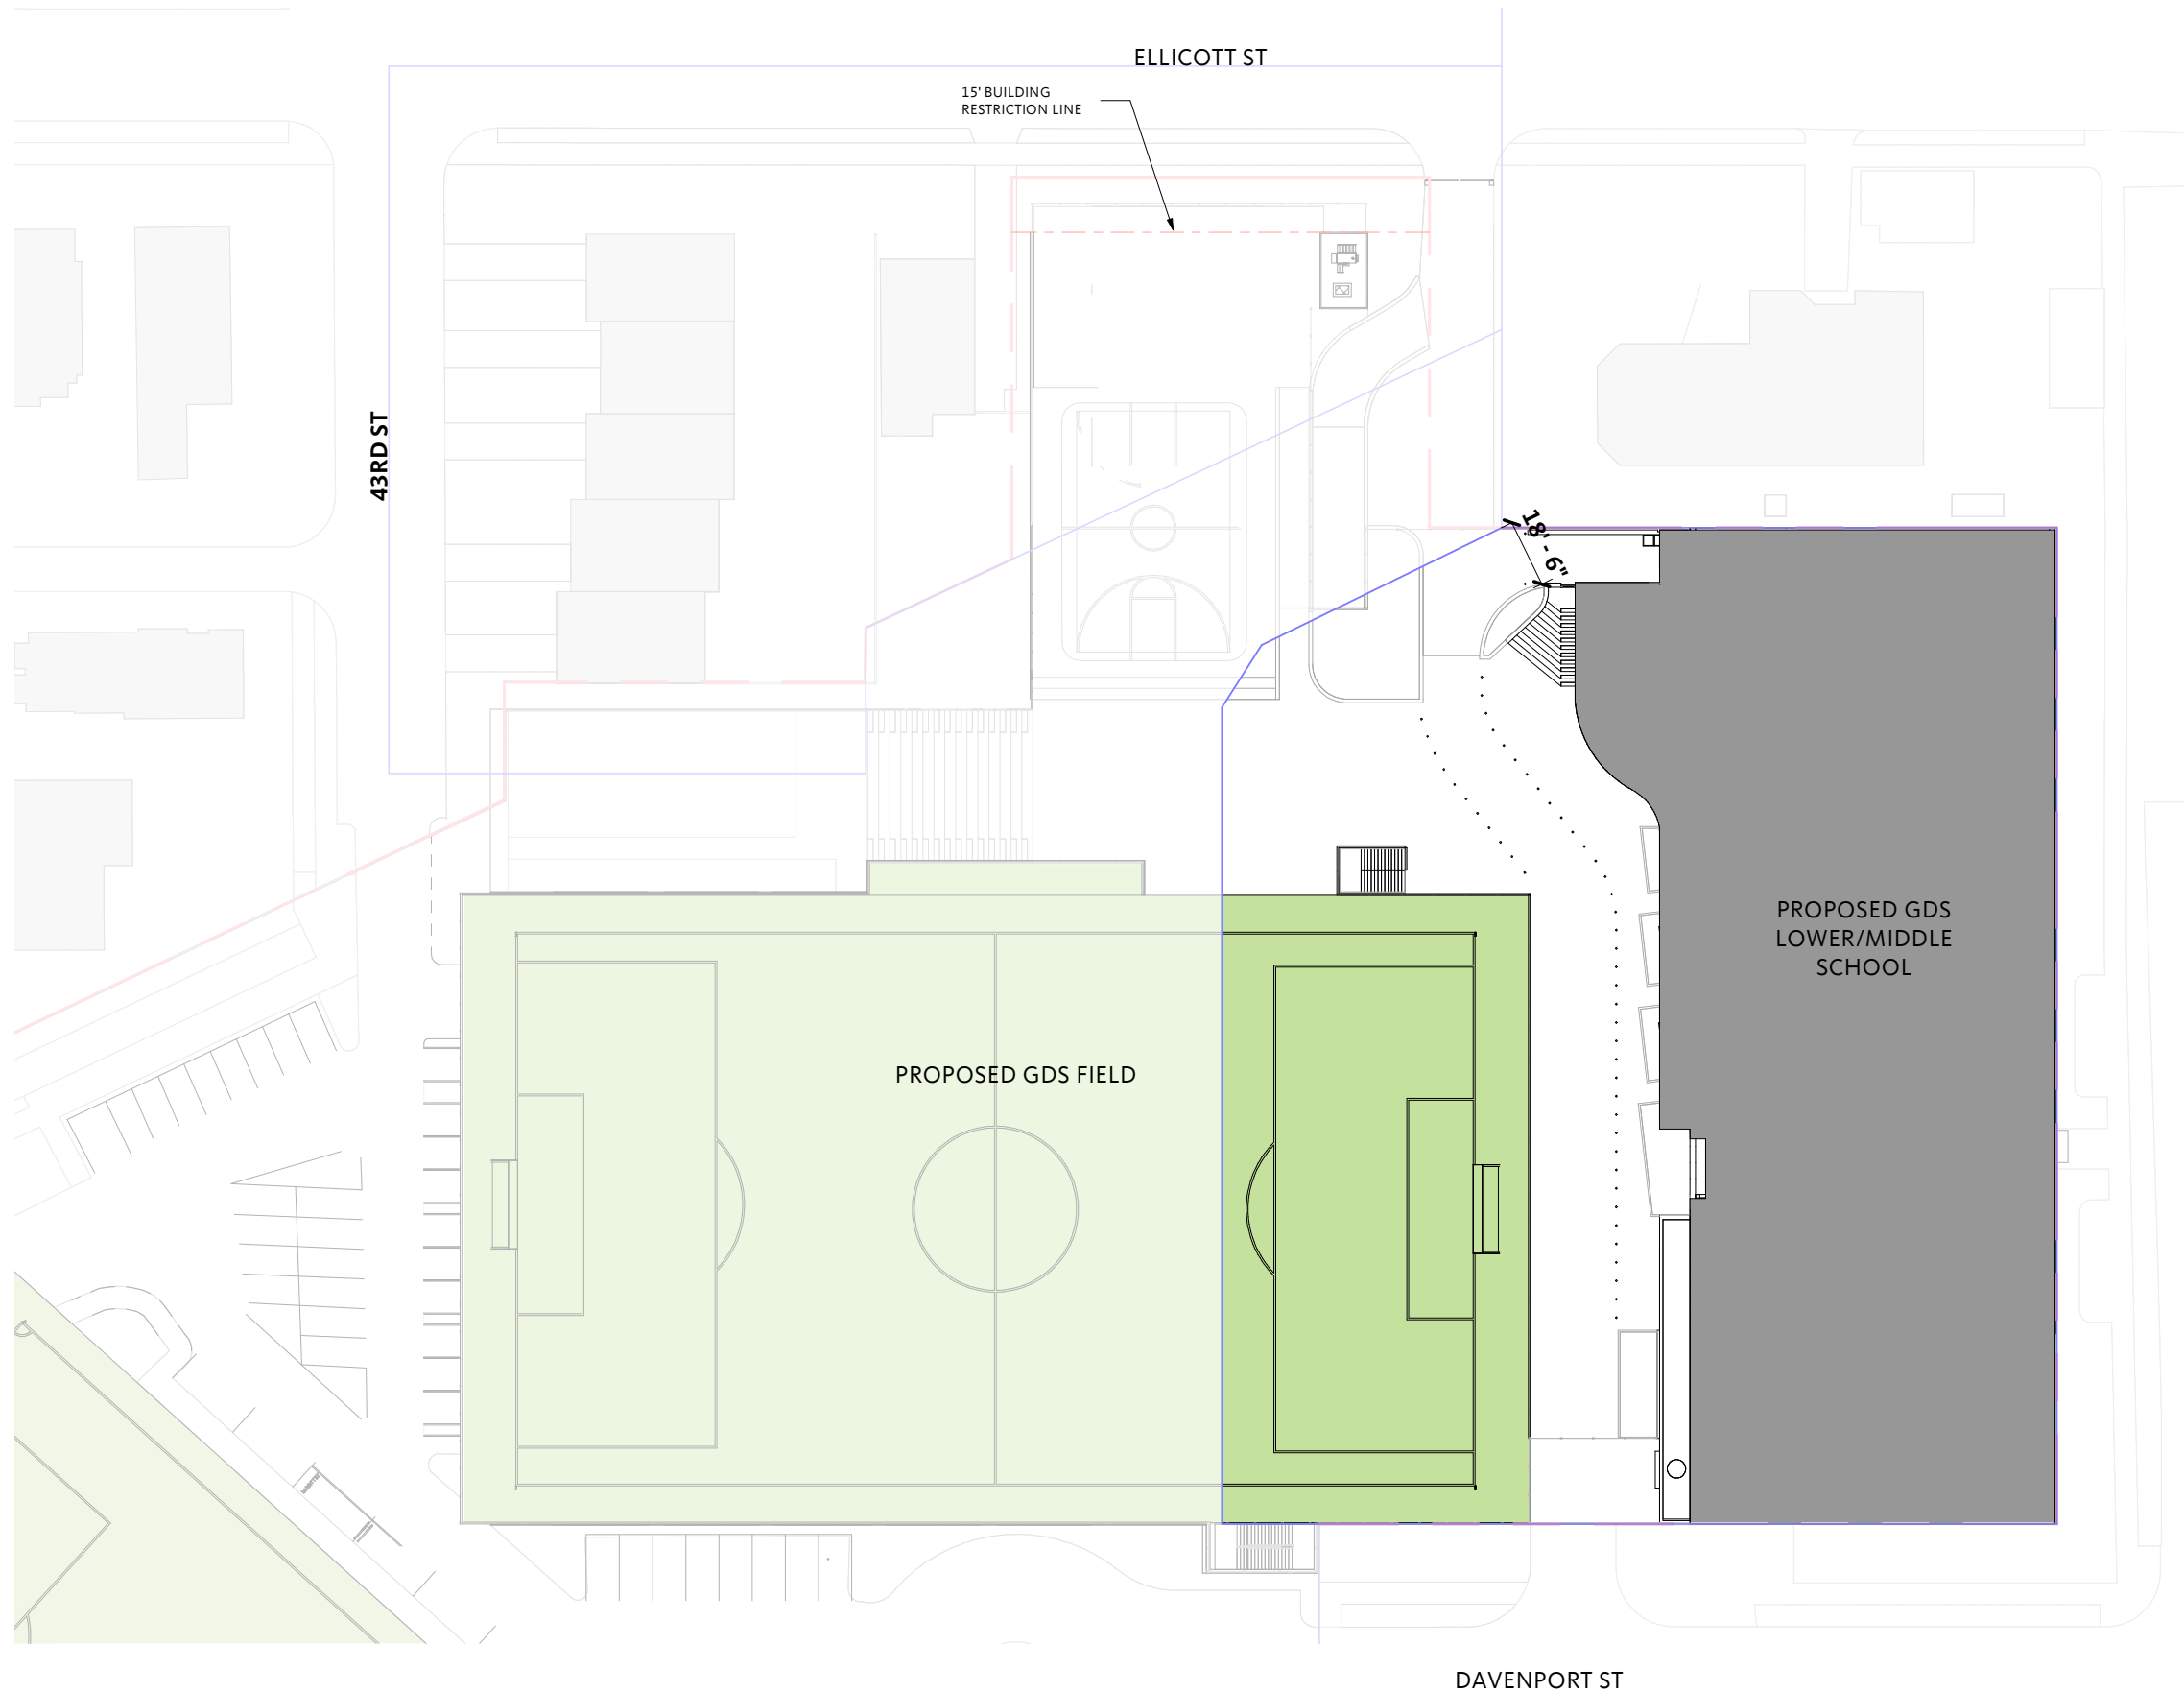 ELLICOTT ST
15' BUILDING
RESTRICTION LINE
43RD ST
18' - 6"
PROPOSED GDS
LOWER/MIDDLE
SCHOOL
PROPOSED GDS FIELD
DAVENPORT ST